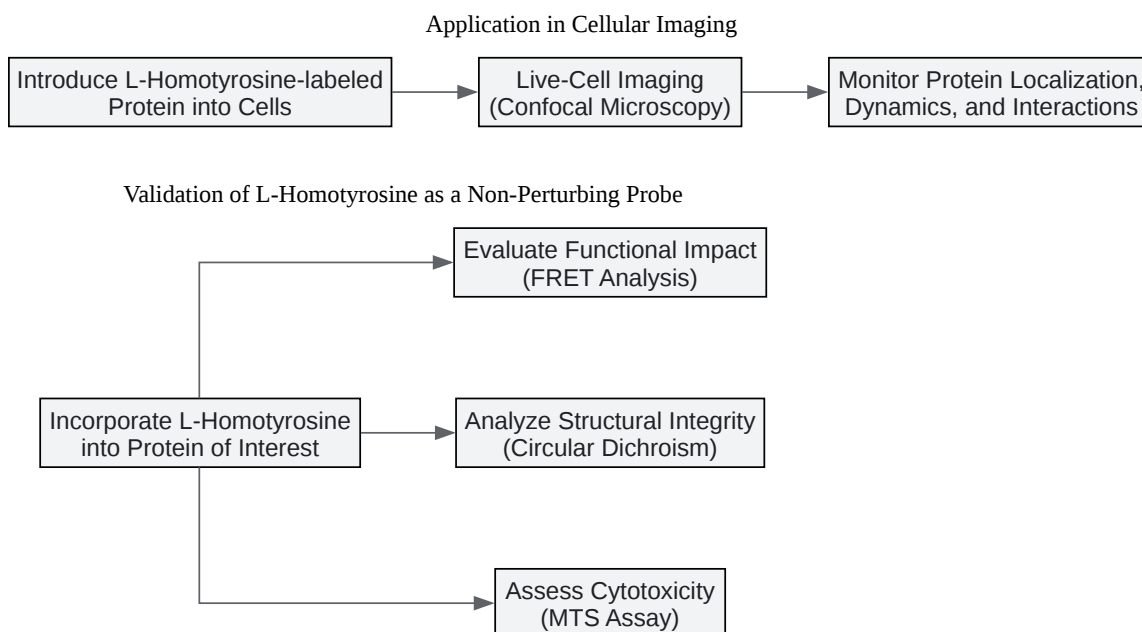 Application in Cellular Imaging
Introduce L-Homotyrosine-labeled
Protein into Cells
Live-Cell Imaging
(Confocal Microscopy)
Monitor Protein Localization,
Dynamics, and Interactions
Validation of L-Homotyrosine as a Non-Perturbing Probe
Evaluate Functional Impact
(FRET Analysis)
Incorporate L-Homotyrosine
into Protein of Interest
Analyze Structural Integrity
(Circular Dichroism)
Assess Cytotoxicity
(MTS Assay)